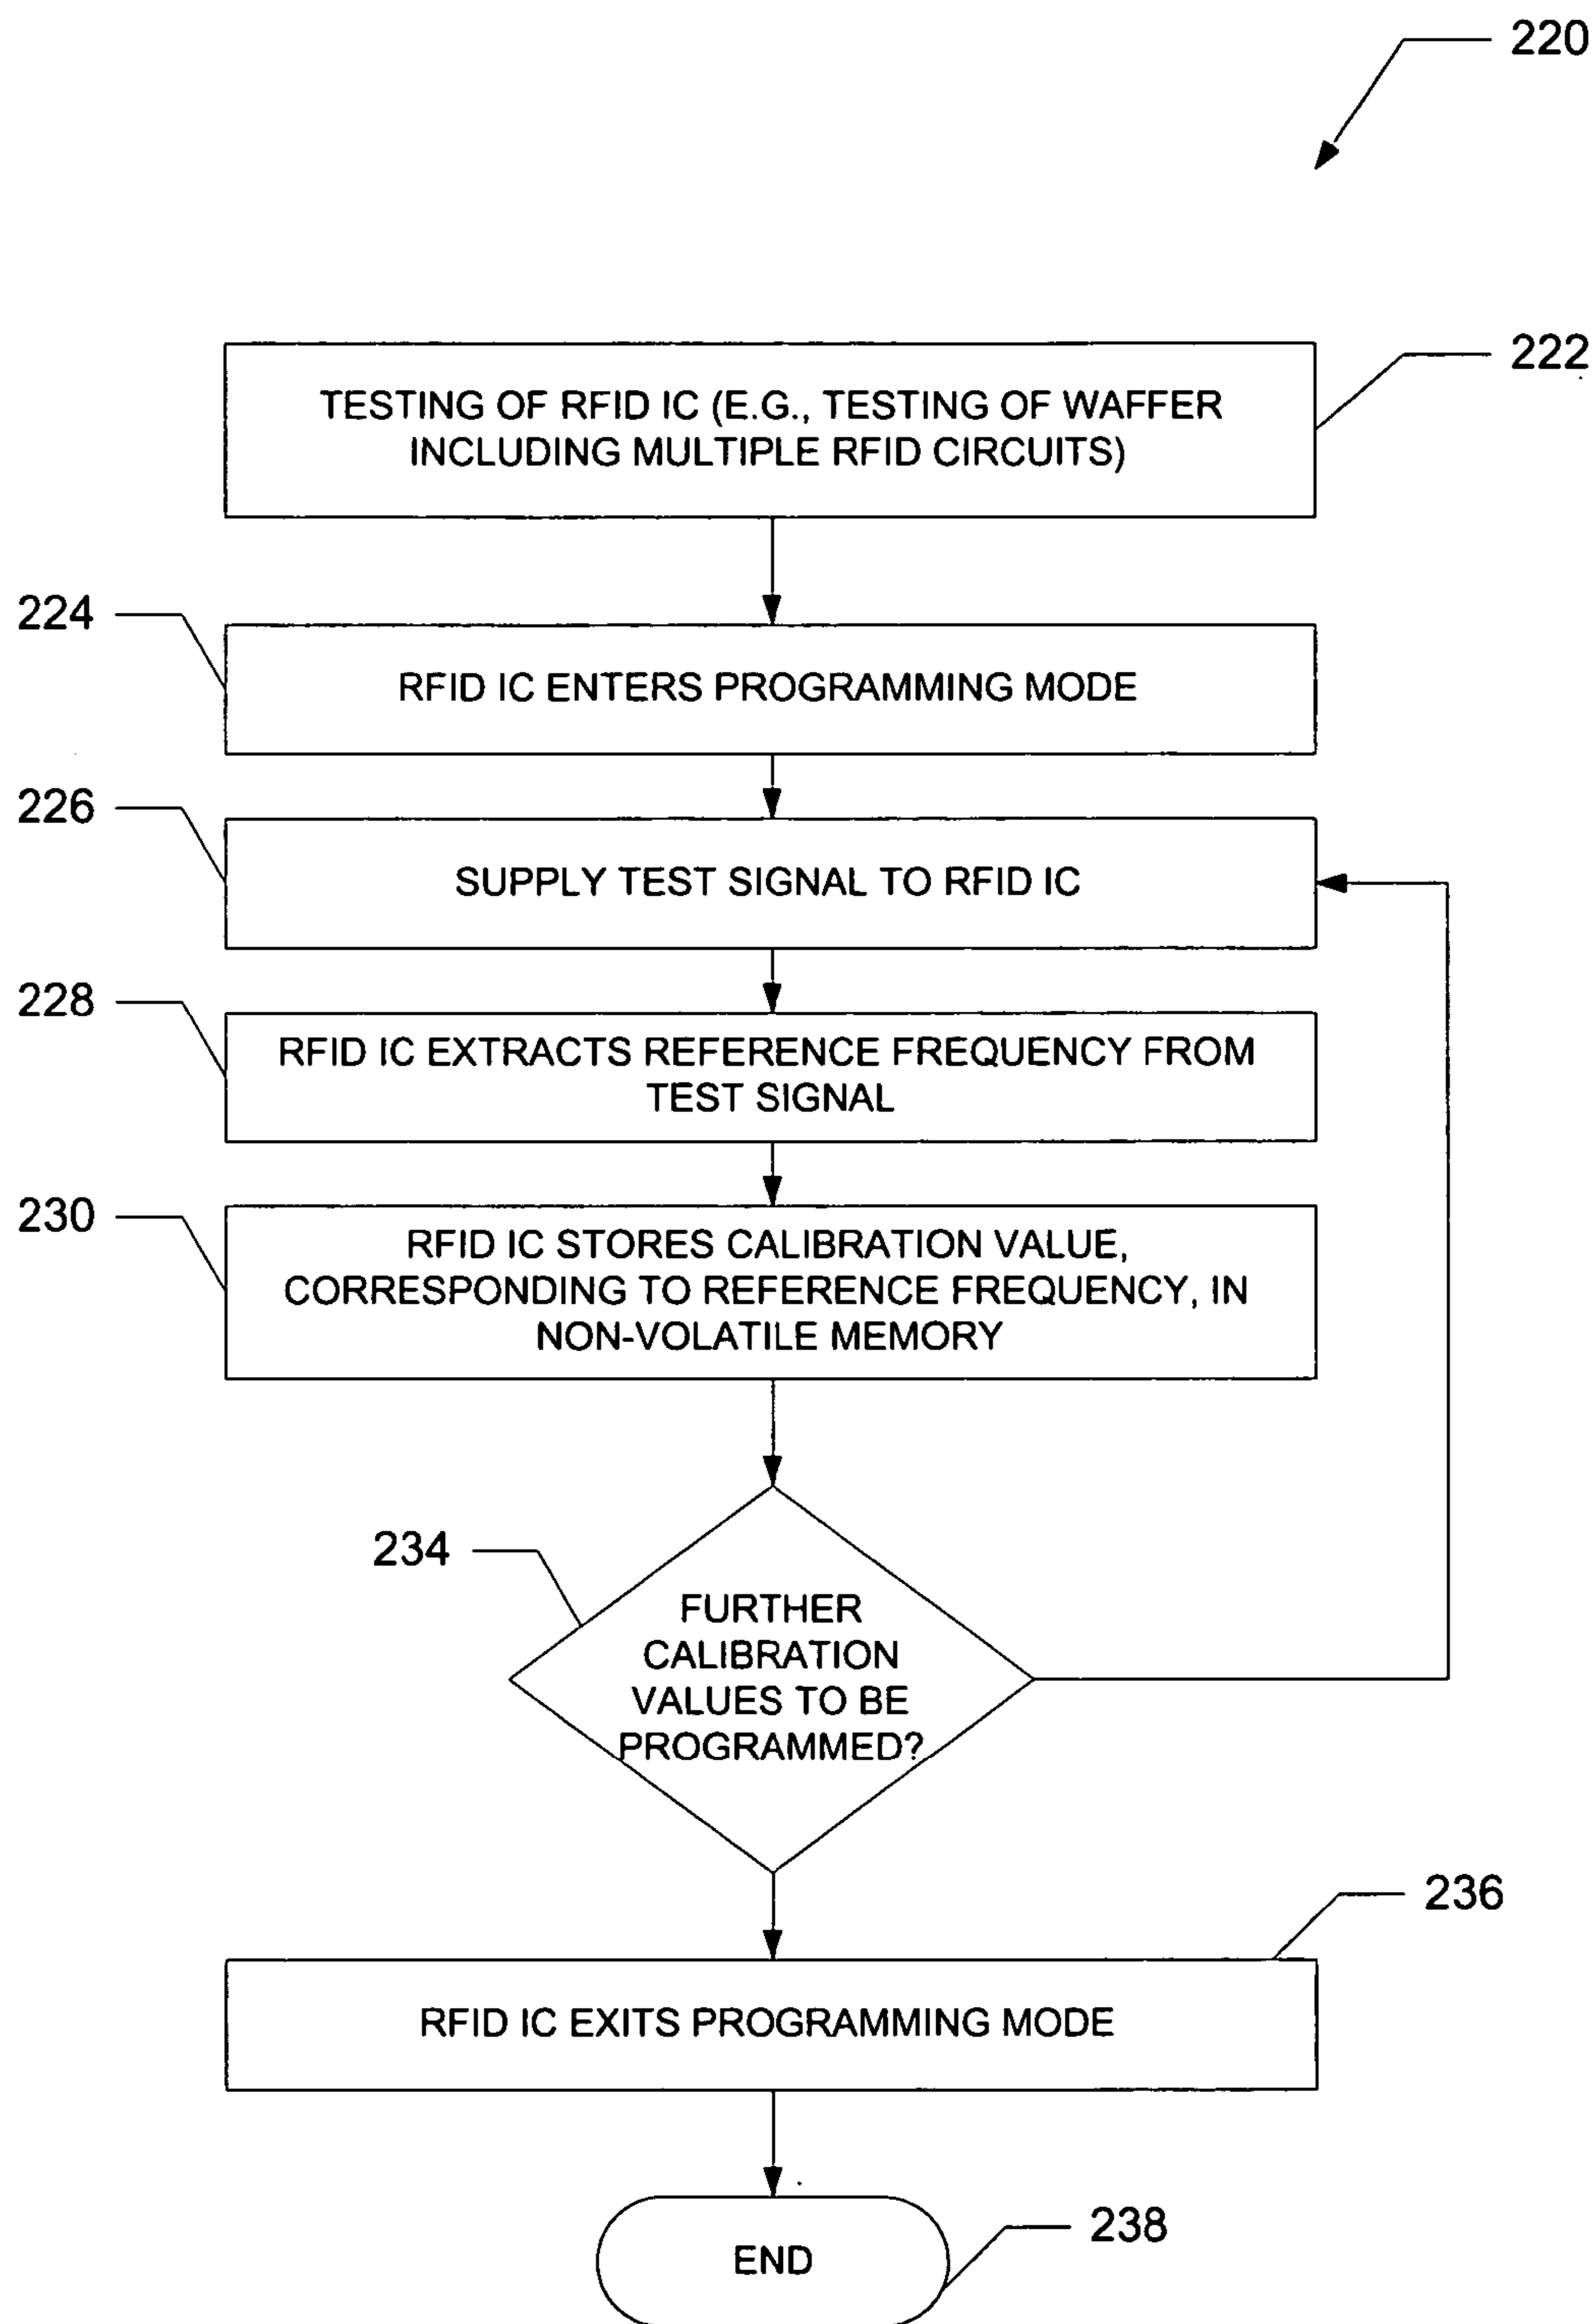 220
222
TESTING OF RFID IC (E.G., TESTING OF WAFFER
INCLUDING MULTIPLE RFID CIRCUITS)
224
RFID IC ENTERS PROGRAMMING MODE
226
SUPPLY TEST SIGNAL TO RFID IC
228
RFID IC EXTRACTS REFERENCE FREQUENCY FROM
TEST SIGNAL
230
RFID IC STORES CALIBRATION VALUE,
CORRESPONDING TO REFERENCE FREQUENCY, IN
NON-VOLATILE MEMORY
234
FURTHER
CALIBRATION
VALUES TO BE
PROGRAMMED?
236
RFID IC EXITS PROGRAMMING MODE
238
END